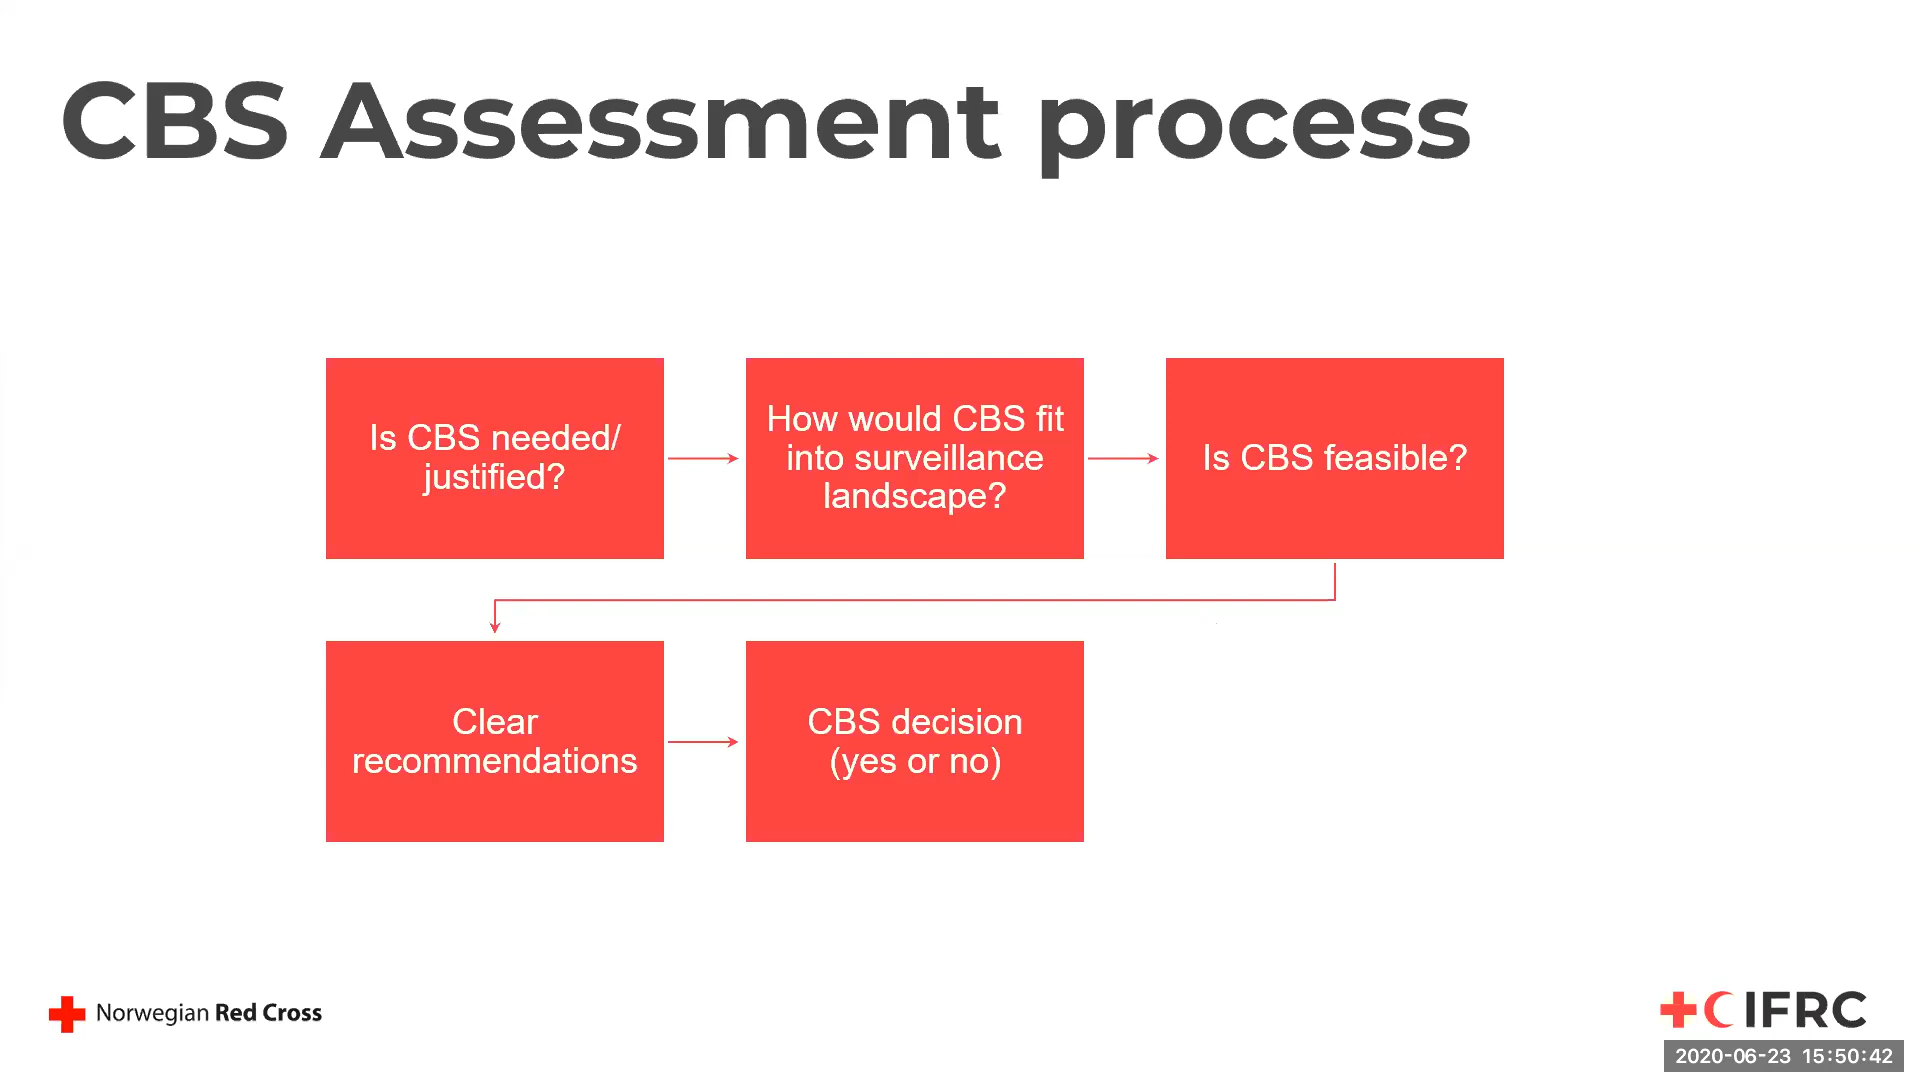 CBS Assessment process
Is CBS needed/
justified?
How would CBS fit
into surveillance
landscape?
Is CBS feasible?
Clear
recommendations
CBS decision
(yes or no)
Norwegian Red Cross
IFRC
2020-06-23 15:50:42